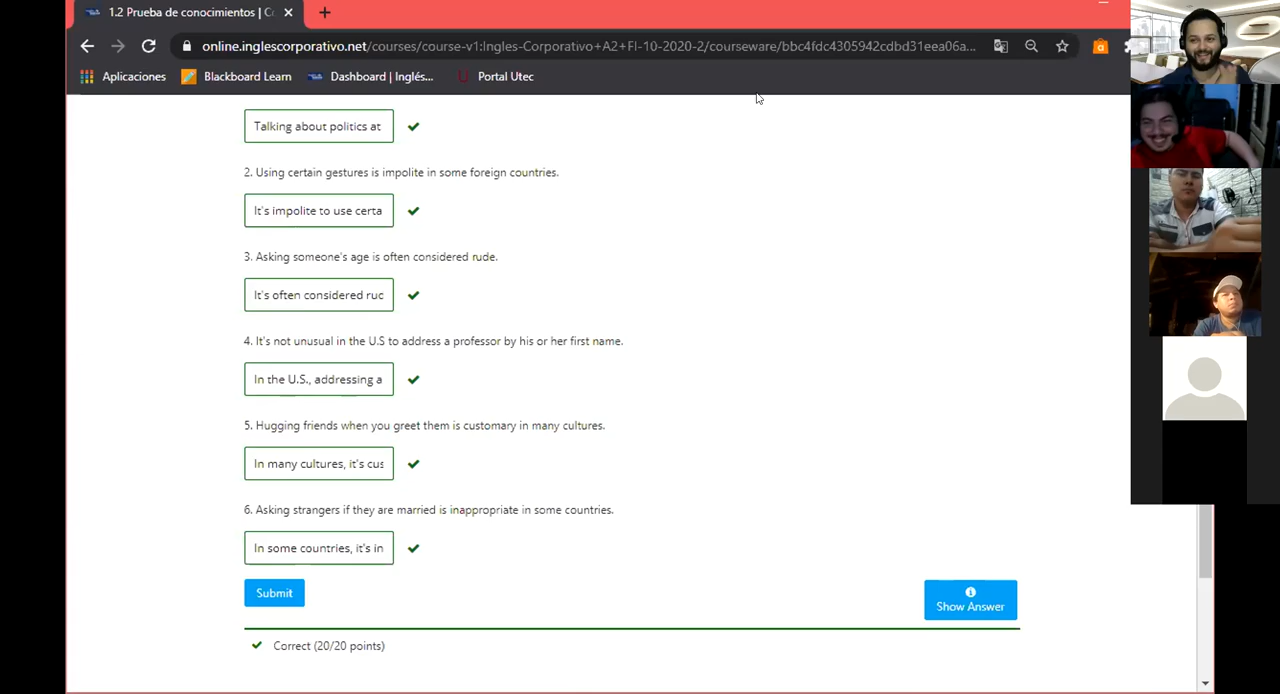 1.2 Prueba de conocimientos | Co
online.inglescorporativo.net/courses/course-v1:Ingles-Corporativo+A2+FI-10-2020-2/courseware/bbc4fdc4305942cdbd31eea06a...
Aplicaciones
Blackboard Learn
Dashboard | Inglés...
Portal Utec
Talking about politics at
2. Using certain gestures is impolite in some foreign countries.
It's impolite to use certa
3. Asking someone's age is often considered rude.
It's often considered rud
4. It's not unusual in the U.S to address a professor by his or her first name.
In the U.S., addressing a
5. Hugging friends when you greet them is customary in many cultures.
In many cultures, it's cus
6. Asking strangers if they are married is inappropriate in some countries.
In some countries, it's in
Submit
Show Answer
Correct (20/20 points)